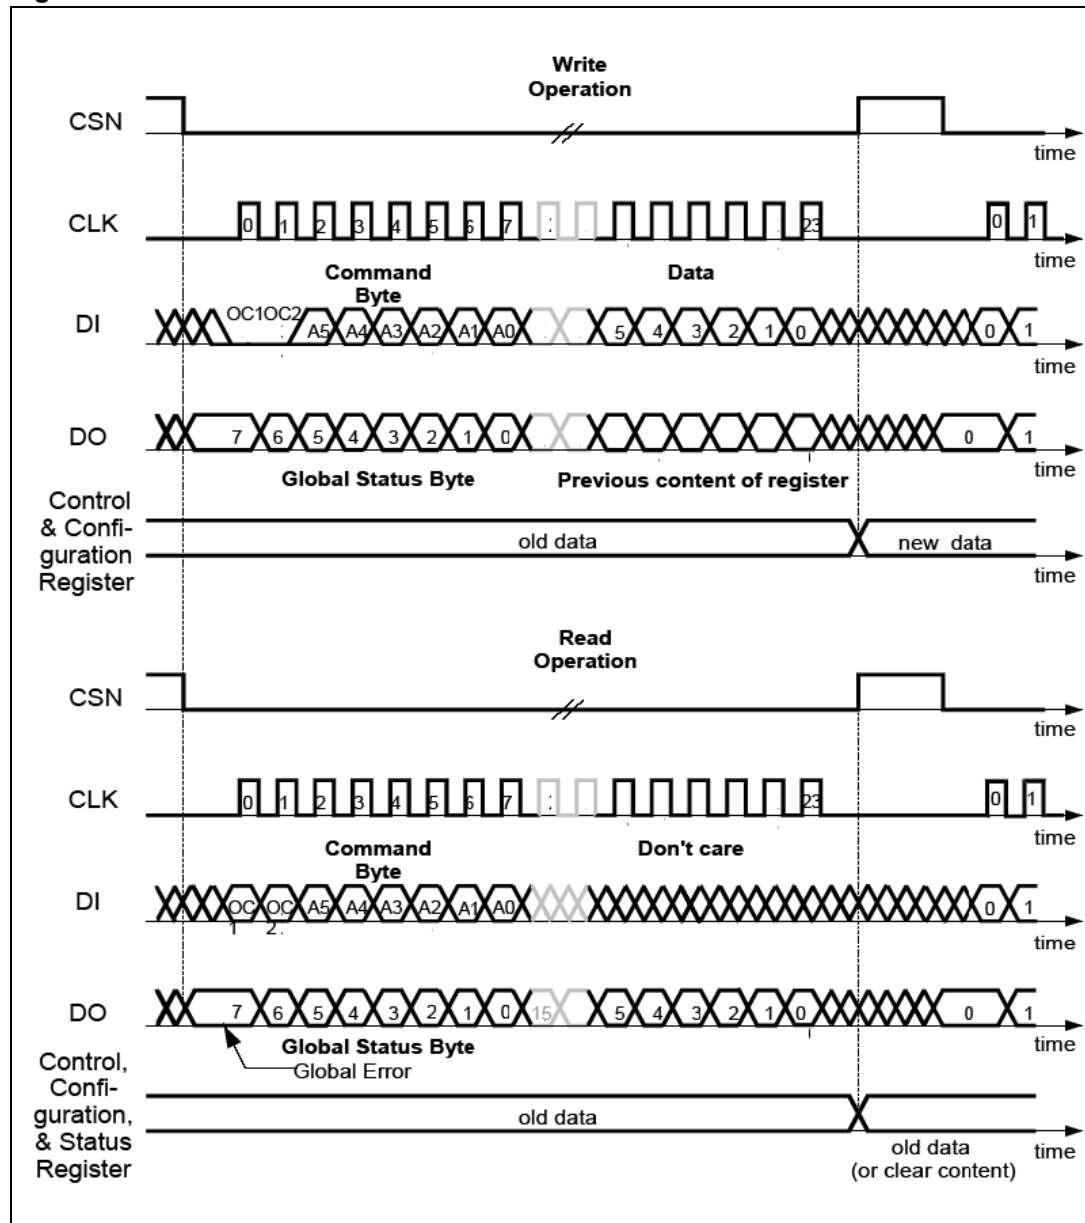 Write
Operation
CSN
time
CLK
0 1 2 3 4 5 6 7 23 0 1
time
Command
Byte
Data
DI
OC1OC2 A5 A4 A3 A2 A1 A0 5 4 3 2 1 0 0 1
time
DO
7 6 5 4 3 2 1 0 0 1
time
Global Status Byte
Previous content of register
Control
& Confi-
guration
Register
old data
new data
time
Read
Operation
CSN
time
CLK
0 1 2 3 4 5 6 7 23 0 1
time
Command
Byte
Don't care
DI
OC OC A5 A4 A3 A2 A1 A0 0 1
1 2
time
DO
7 6 5 4 3 2 1 0 15 5 4 3 2 1 0 0 1
time
Global Status Byte
Global Error
Control,
Confi-
guration,
& Status
Register
old data
old data
(or clear content)
time